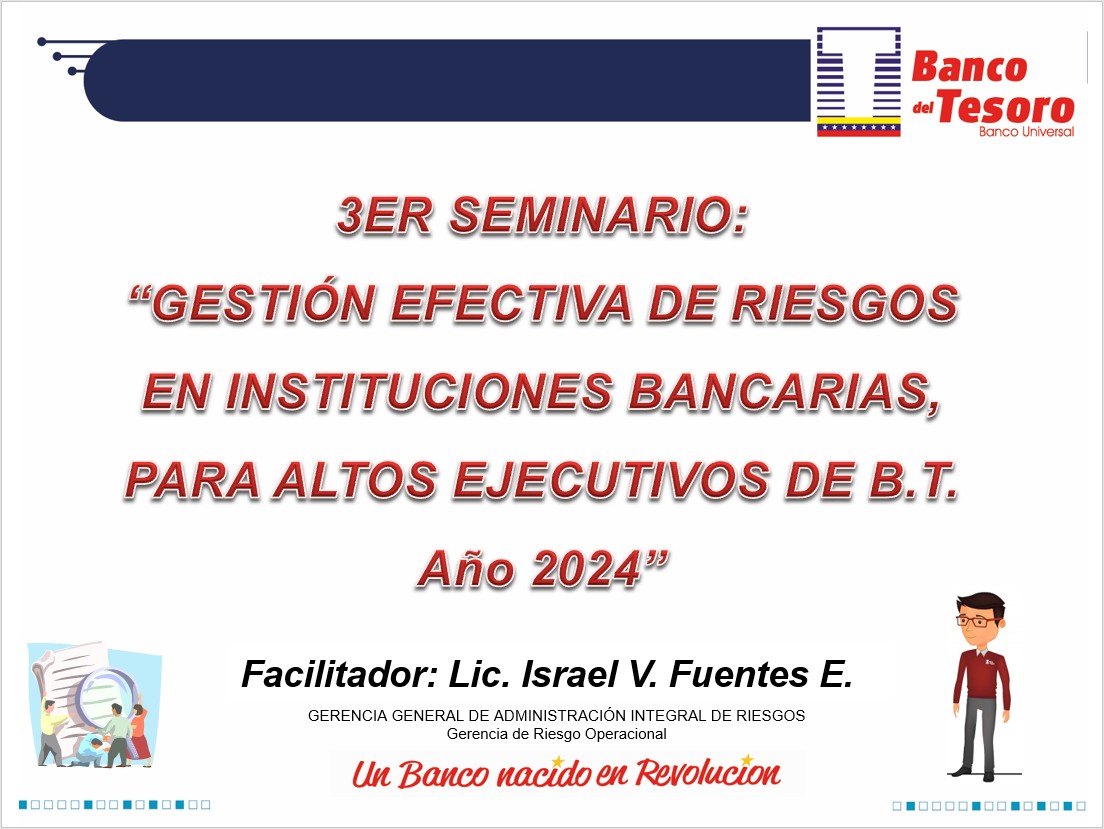 Banco
del Tesoro
Banco Universal
3ER SEMINARIO:
“GESTIÓN EFECTIVA DE RIESGOS
EN INSTITUCIONES BANCARIAS,
PARA ALTOS EJECUTIVOS DE B.T.
Año 2024”
Facilitador: Lic. Israel V. Fuentes E.
GERENCIA GENERAL DE ADMINISTRACIÓN INTEGRAL DE RIESGOS
Gerencia de Riesgo Operacional
Un Banco nacido en Revolucion